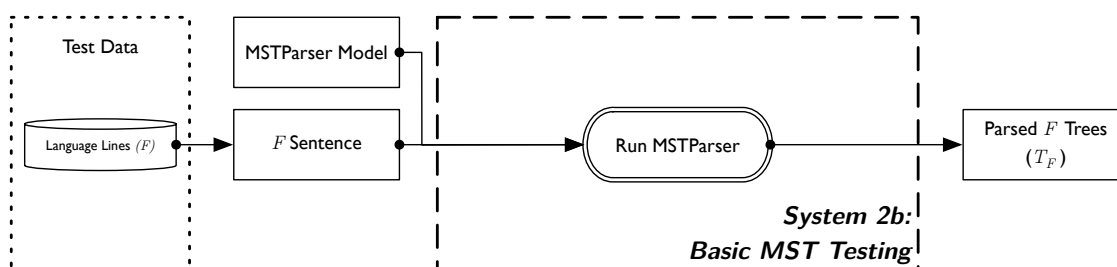 Test Data
MSTParser Model
Language Lines (F)
F Sentence
Run MSTParser
Parsed F Trees
(T_F)
System 2b:
Basic MST Testing